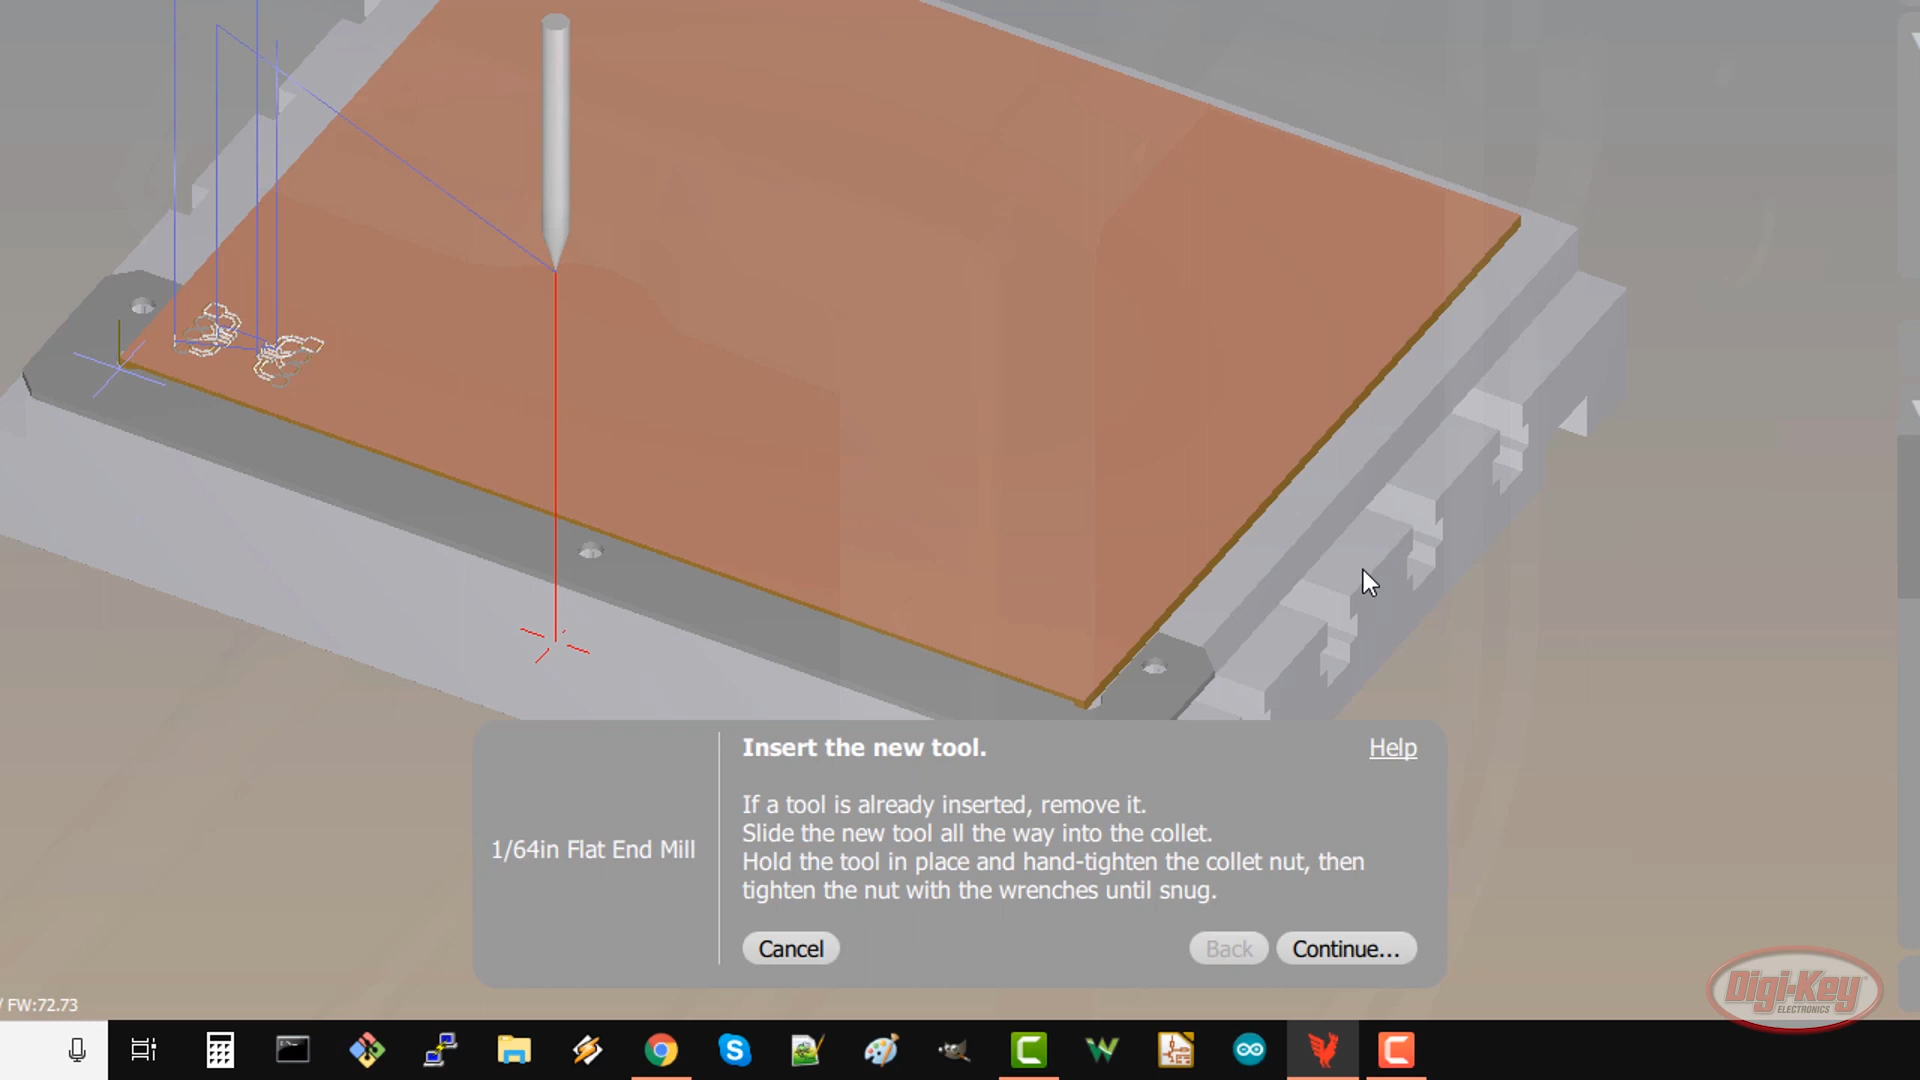 Insert the new tool.
Help
If a tool is already inserted, remove it.
Slide the new tool all the way into the collet.
1/64in Flat End Mill
Hold the tool in place and hand-tighten the collet nut, then
tighten the nut with the wrenches until snug.
Cancel
Back
Continue...
/ FW:72.73
Digi-Key
ELECTRONICS